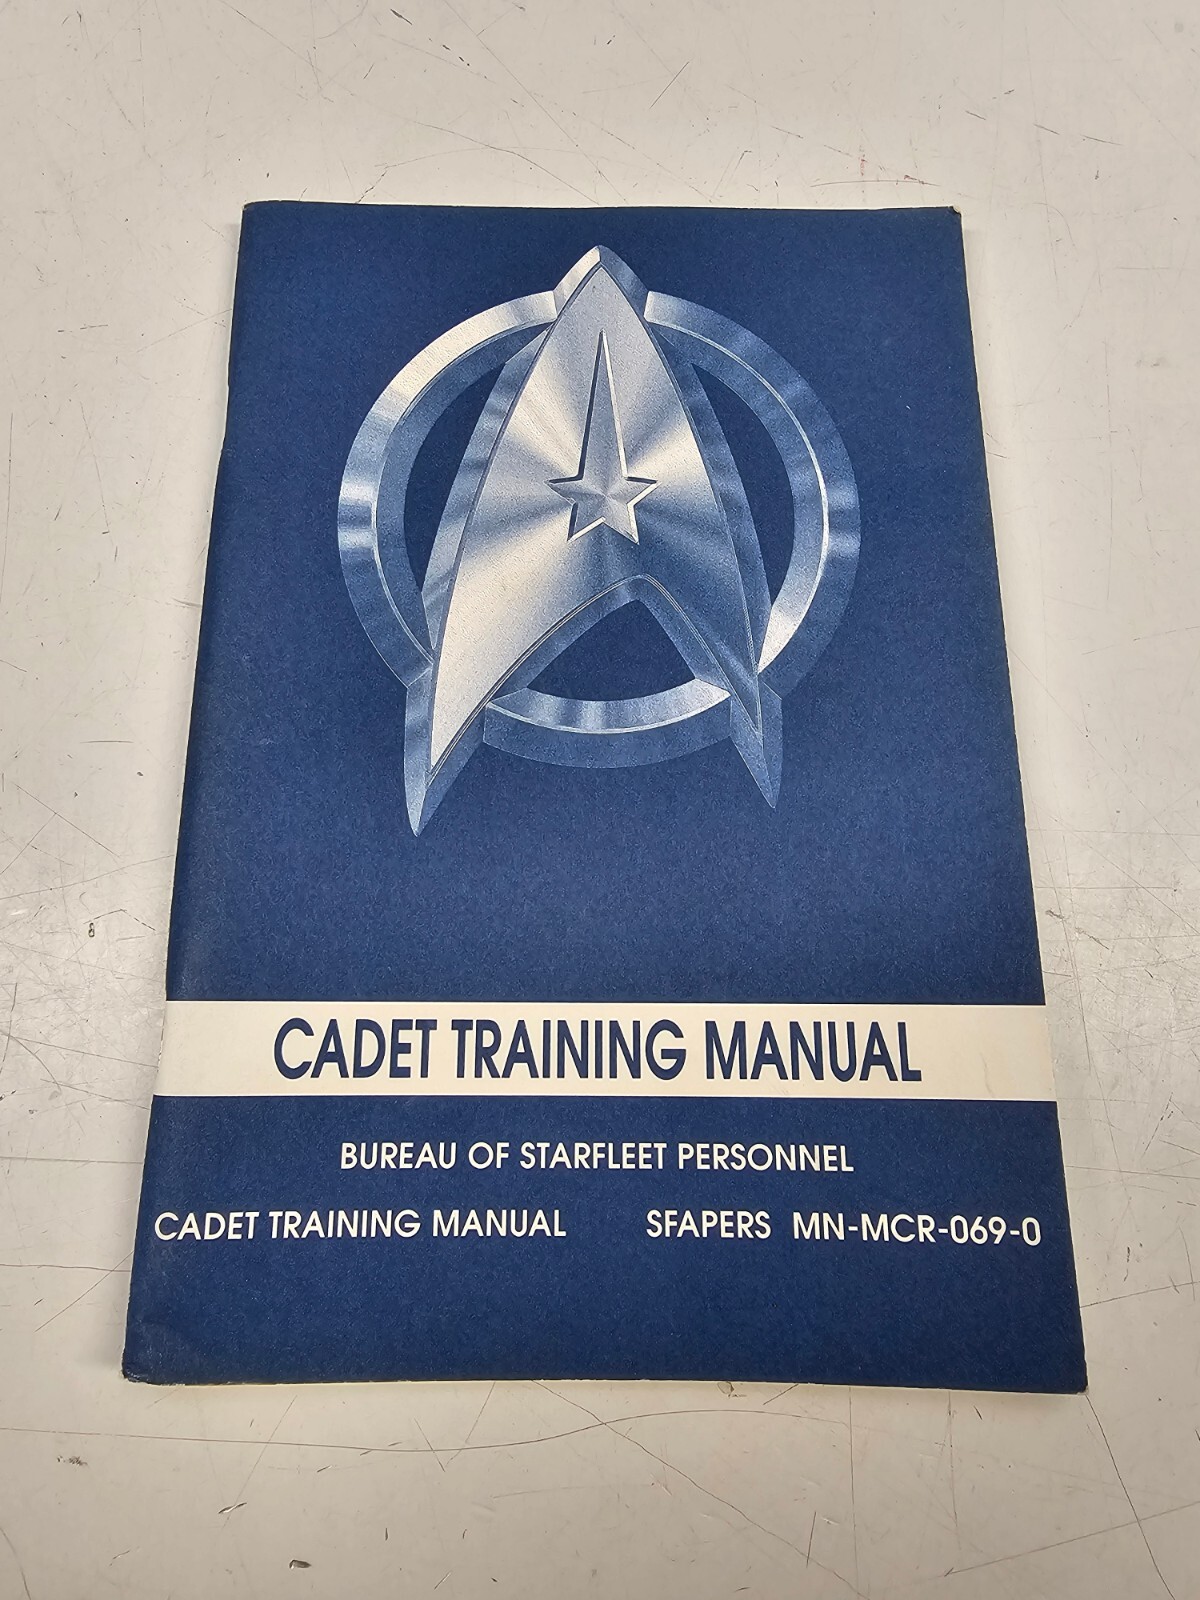 CADET TRAINING MANUAL
BUREAU OF STARFLEET PERSONNEL
CADET TRAINING MANUAL SFAPERS MN-MCR-069-0